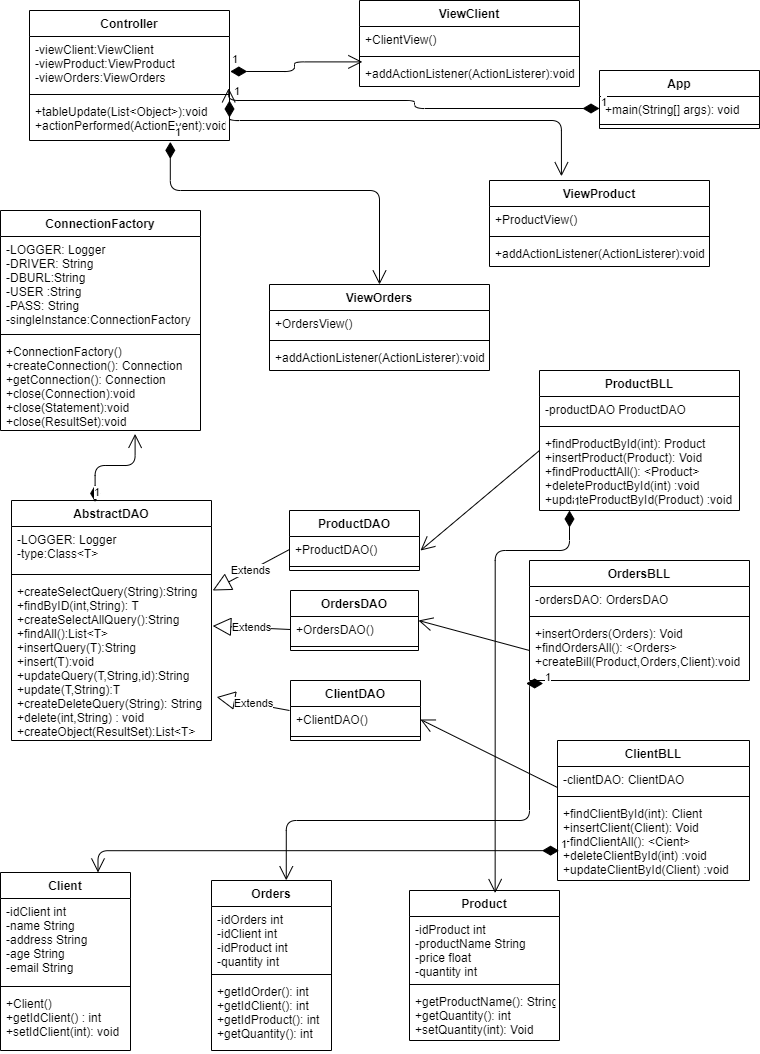 Controller
-viewClient:ViewClient
-viewProduct:ViewProduct
-viewOrders:ViewOrders
+tableUpdate(List<Object>):void
+actionPerformed(ActionEvent):void
1
1
1
ViewClient
+ClientView()
+addActionListener(ActionListerer):void
App
1
+main(String[] args): void
ViewProduct
+ProductView()
+addActionListener(ActionListerer):void
ConnectionFactory
-LOGGER: Logger
-DRIVER: String
-DBURL:String
-USER :String
-PASS: String
-singleInstance:ConnectionFactory
+ConnectionFactory()
+createConnection(): Connection
+getConnection(): Connection
+close(Connection):void
+close(Statement):void
+close(ResultSet):void
ViewOrders
+OrdersView()
+addActionListener(ActionListerer):void
ProductBLL
-productDAO ProductDAO
+findProductById(int): Product
+insertProduct(Product): Void
+findProducttAll(): <Product>
+deleteProductById(int) :void
+updateProductById(Product) :void
1
1
AbstractDAO
-LOGGER: Logger
-type:Class<T>
+createSelectQuery(String):String
+findByID(int,String): T
+createSelectAllQuery():String
+findAll():List<T>
+insertQuery(T):String
+insert(T):void
+updateQuery(T,String,id):String
+update(T,String):T
+createDeleteQuery(String): String
+delete(int,String) : void
+createObject(ResultSet):List<T>
ProductDAO
+ProductDAO()
Extends
OrdersDAO
+OrdersDAO()
Extends
ClientDAO
+ClientDAO()
Extends
OrdersBLL
-ordersDAO: OrdersDAO
+insertOrders(Orders): Void
+findOrdersAll(): <Orders>
+createBill(Product,Orders,Client):void
1
ClientBLL
-clientDAO: ClientDAO
+findClientById(int): Client
+insertClient(Client): Void
+findClientAll(): <Cient>
+deleteClientById(int) :void
+updateClientById(Client) :void
1
Client
-idClient int
-name String
-address String
-age String
-email String
+Client()
+getIdClient() : int
+setIdClient(int): void
Orders
-idOrders int
-idClient int
-idProduct int
-quantity int
+getIdOrder(): int
+getIdClient(): int
+getIdProduct(): int
+getQuantity(): int
Product
-idProduct int
-productName String
-price float
-quantity int
+getProductName(): String
+getQuantity(): int
+setQuantity(int): Void